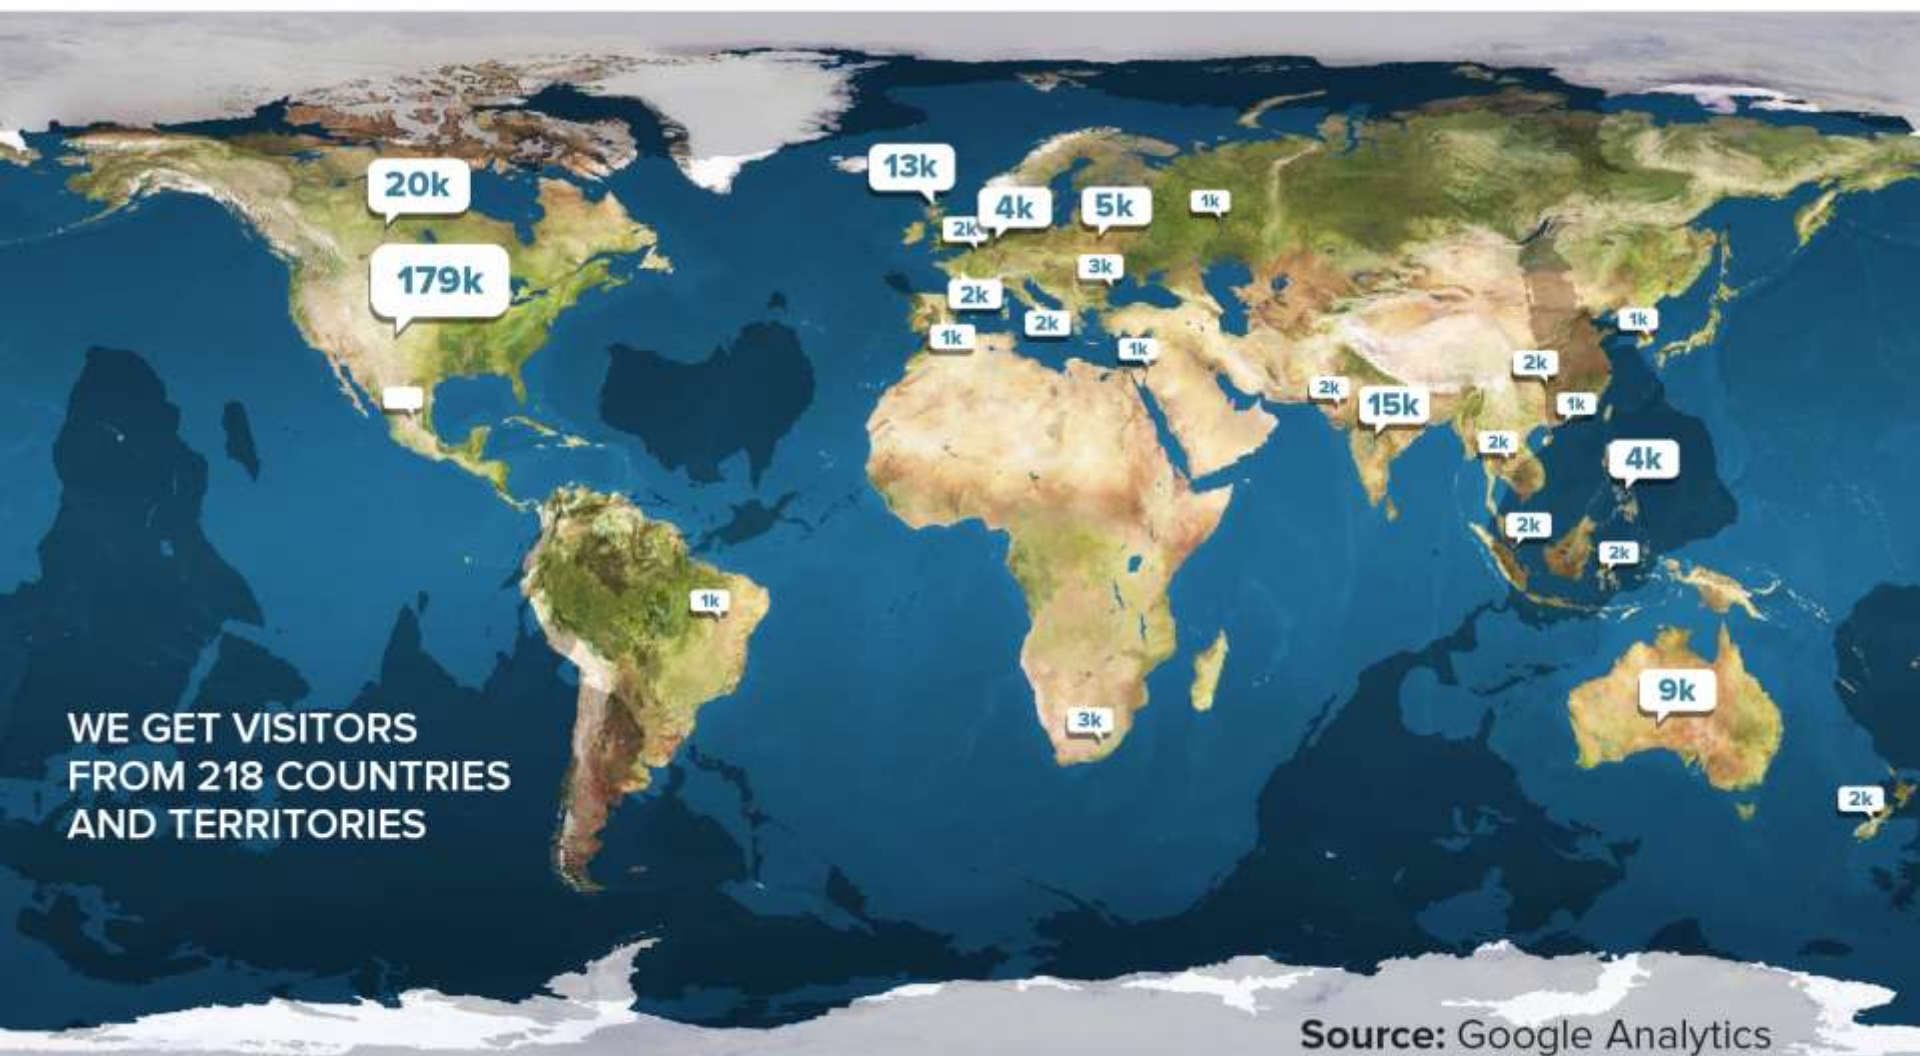 13k
20k
1k
4k
5k
2k
3k
179k
2k
1k
2k
1k
1k
2k
2k
15k
1k
2k
4k
2k
2k
1k
9k
3k
WE GET VISITORS
FROM 218 COUNTRIES
AND TERRITORIES
2k
Source: Google Analytics